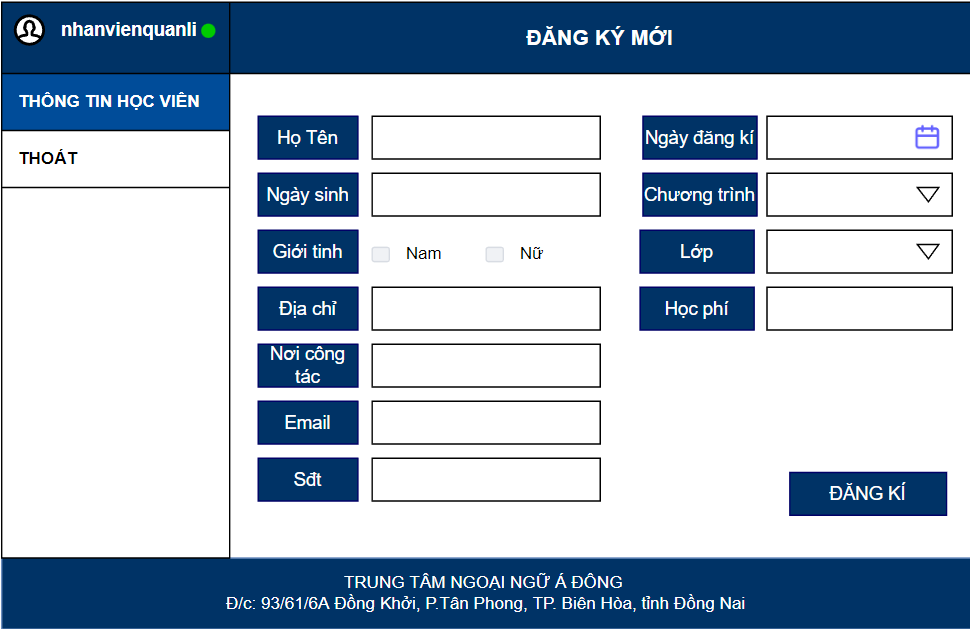 nhanvienquanli
ĐĂNG KÝ MỚI
THÔNG TIN HỌC VIÊN
THOÁT
Họ Tên
Ngày đăng kí
Ngày sinh
Chương trình
Giới tinh
Nam
Nữ
Lớp
Địa chỉ
Học phí
Nơi công
tác
Email
Sđt
ĐĂNG KÍ
TRUNG TÂM NGOẠI NGỮ Á ĐÔNG
Đ/c: 93/61/6A Đồng Khởi, P.Tân Phong, TP. Biên Hòa, tỉnh Đồng Nai